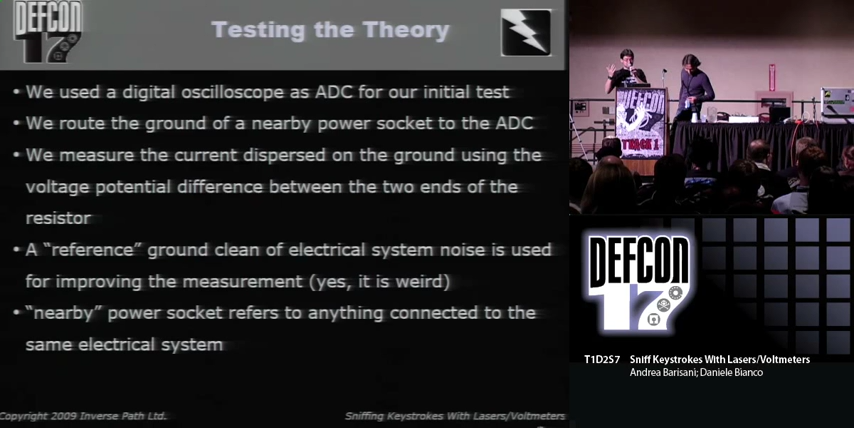 DEFCON
17
Testing the Theory
• We used a digital oscilloscope as ADC for our initial test
• We route the ground of a nearby power socket to the ADC
• We measure the current dispersed on the ground using the
voltage potential difference between the two ends of the
resistor
• A “reference” ground clean of electrical system noise is used
for improving the measurement (yes, it is weird)
• “nearby” power socket refers to anything connected to the
same electrical system
Copyright 2009 Inverse Path Ltd.
Sniffing Keystrokes With Lasers/Voltmeters
DEFCON
TRACK 1
DEFCON
17
T1D2S7 Sniff Keystrokes With Lasers/Voltmeters
Andrea Barisani; Daniele Bianco